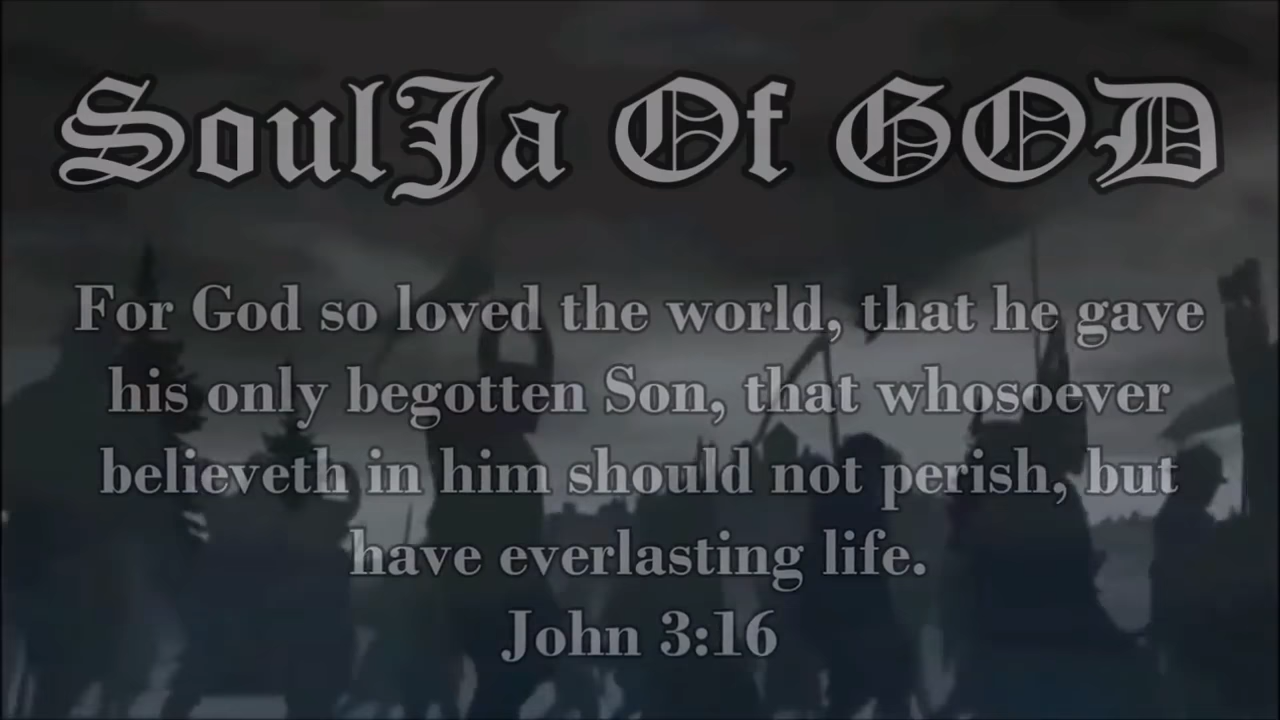 SoulJa Of GOD
For God so loved the world, that he gave
his only begotten Son, that whosoever
believeth in him should not perish, but
have everlasting life.
John 3:16